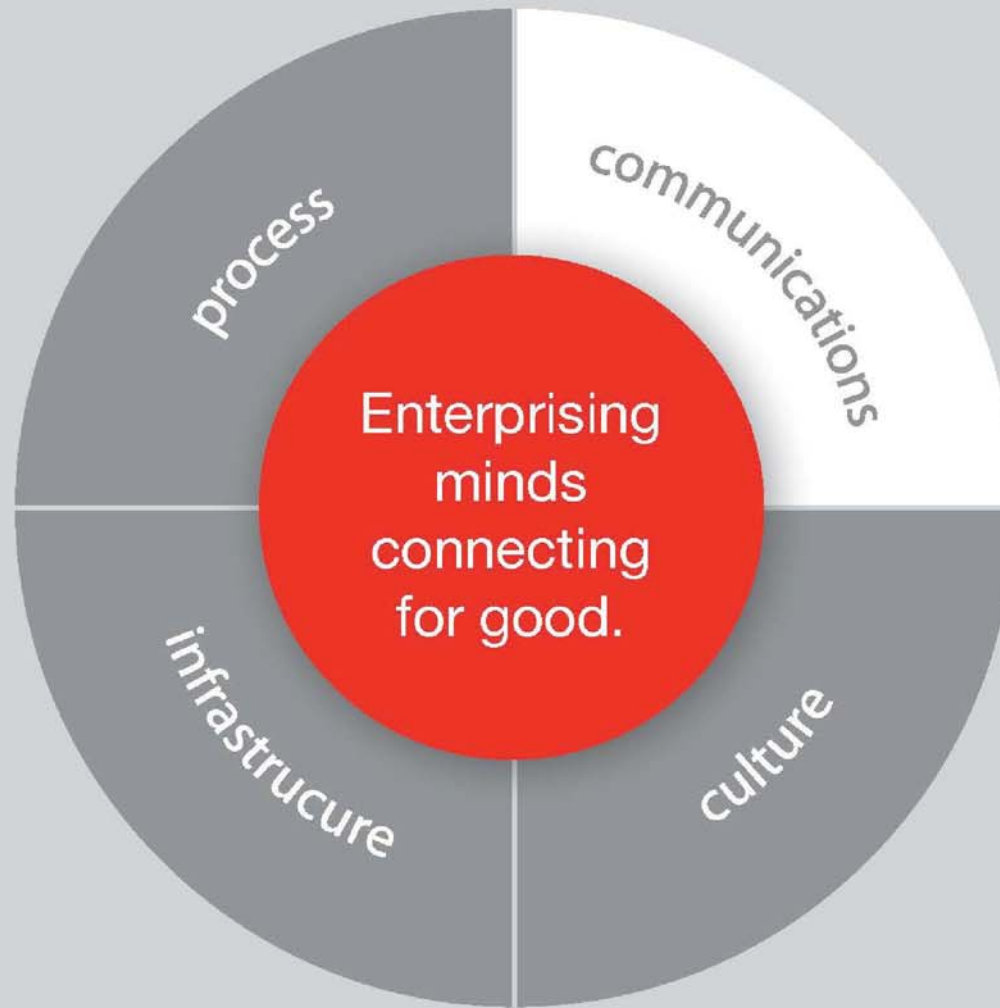 process
communications
Enterprising
minds
connecting
for good.
infrastrucure
culture